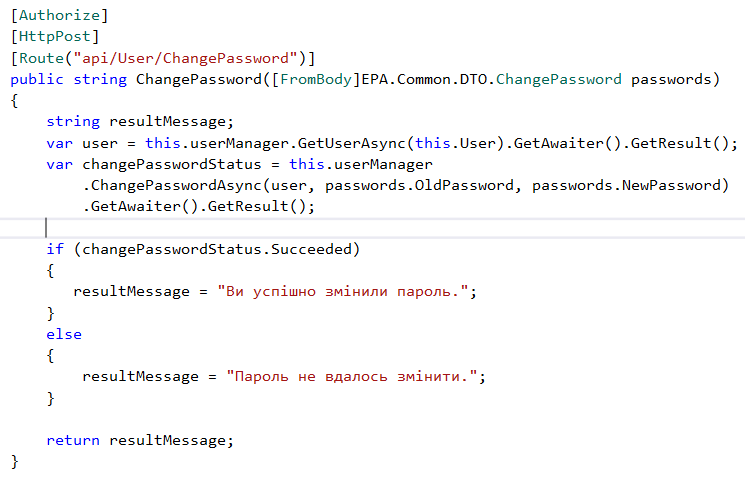 [Authorize]
[HttpPost]
[Route("api/User/ChangePassword")]
public string ChangePassword([FromBody]EPA.Common.DTO.ChangePassword passwords)
{
    string resultMessage;
    var user = this.userManager.GetUserAsync(this.User).GetAwaiter().GetResult();
    var changePasswordStatus = this.userManager
        .ChangePasswordAsync(user, passwords.OldPassword, passwords.NewPassword)
        .GetAwaiter().GetResult();

    if (changePasswordStatus.Succeeded)
    {
       resultMessage = "Ви успішно змінили пароль.";
    }
    else
    {
        resultMessage = "Пароль не вдалось змінити.";
    }

    return resultMessage;
}